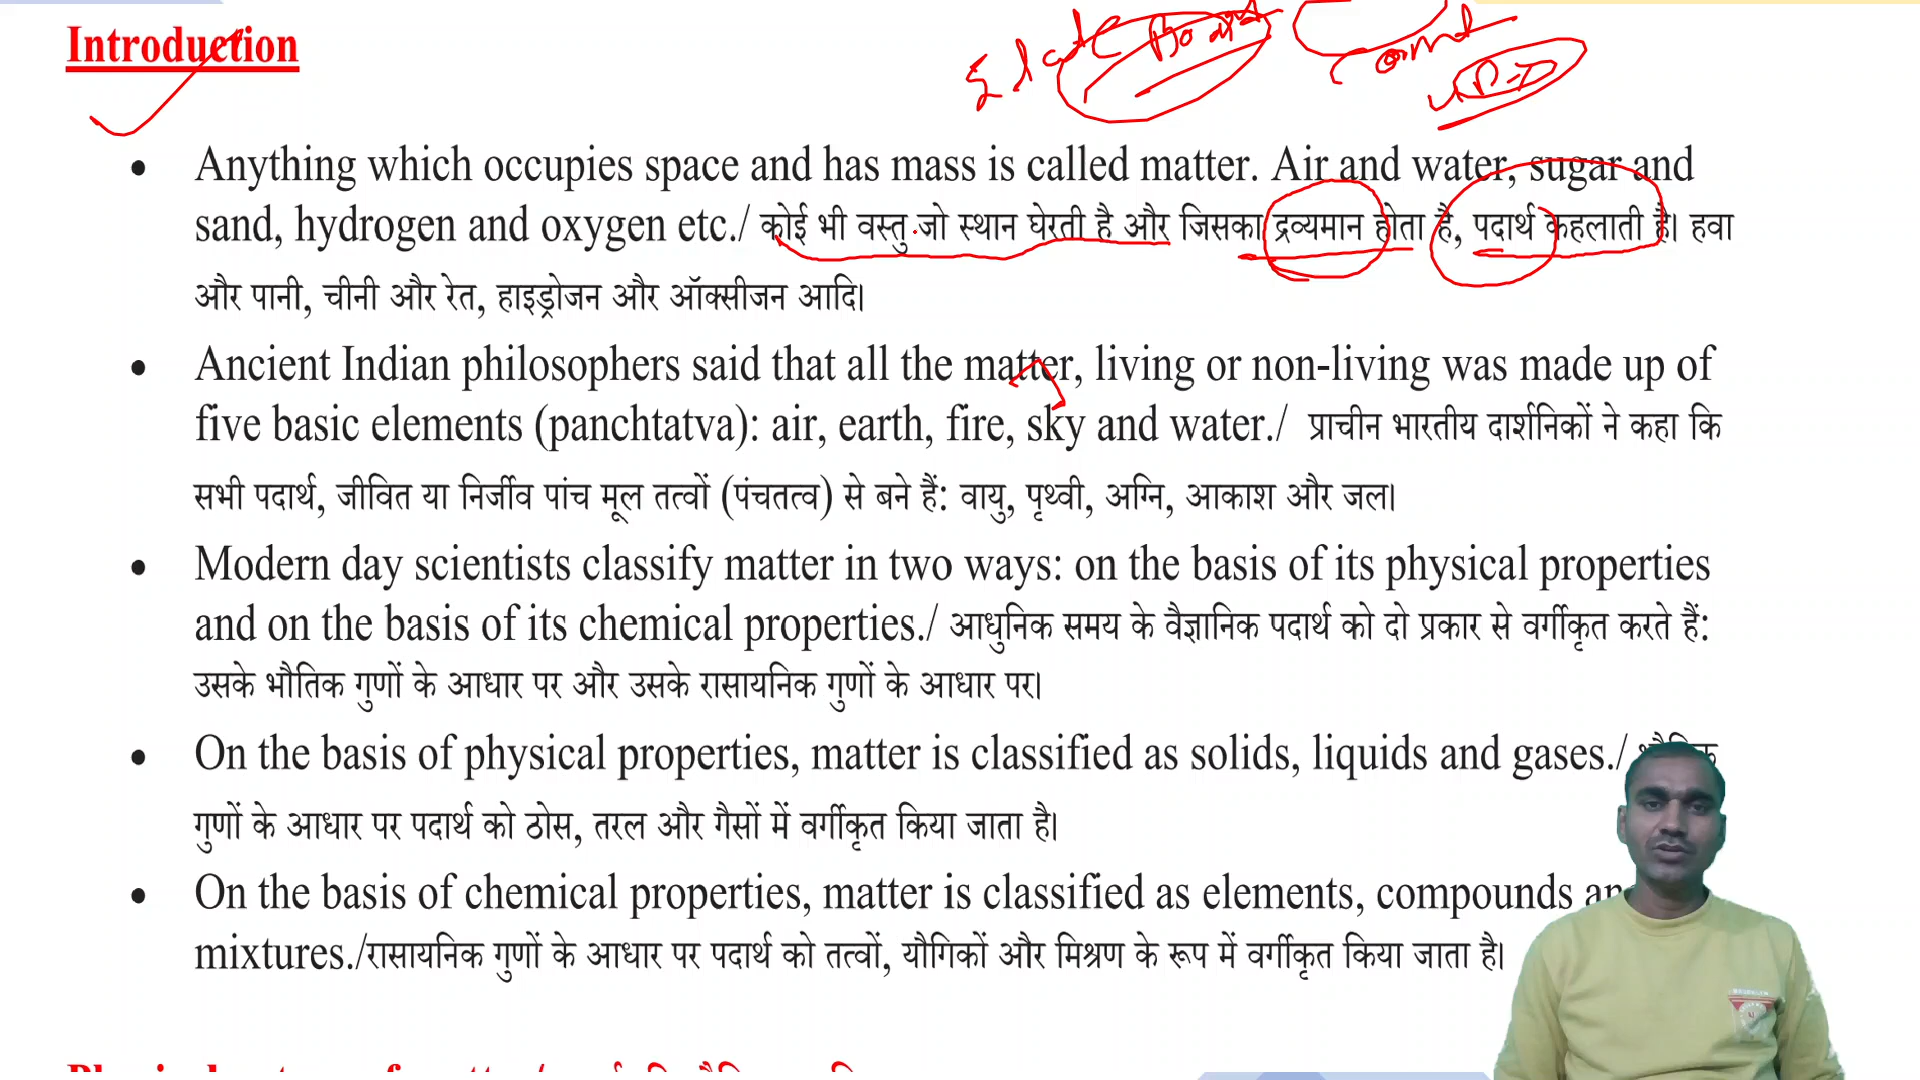 State Board
Introduction
• Anything which occupies space and has mass is called matter. Air and water, sugar and
sand, hydrogen and oxygen etc./ कोई भी वस्तु जो स्थान घेरती है और जिसका द्रव्यमान होता है, पदार्थ कहलाती है। हवा
और पानी, चीनी और रेत, हाइड्रोजन और ऑक्सीजन आदि।
• Ancient Indian philosophers said that all the matter, living or non-living was made up of
five basic elements (panchtatva): air, earth, fire, sky and water./ प्राचीन भारतीय दार्शनिकों ने कहा कि
सभी पदार्थ, जीवित या निर्जीव पांच मूल तत्वों (पंचतत्व) से बने हैं: वायु, पृथ्वी, अग्नि, आकाश और जल।
• Modern day scientists classify matter in two ways: on the basis of its physical properties
and on the basis of its chemical properties./ आधुनिक समय के वैज्ञानिक पदार्थ को दो प्रकार से वर्गीकृत करते हैं:
उसके भौतिक गुणों के आधार पर और उसके रासायनिक गुणों के आधार पर।
• On the basis of physical properties, matter is classified as solids, liquids and gases./
गुणों के आधार पर पदार्थ को ठोस, तरल और गैसों में वर्गीकृत किया जाता है।
• On the basis of chemical properties, matter is classified as elements, compounds
mixtures./रासायनिक गुणों के आधार पर पदार्थ को तत्वों, यौगिकों और मिश्रण के रूप में वर्गीकृत किया जाता है।